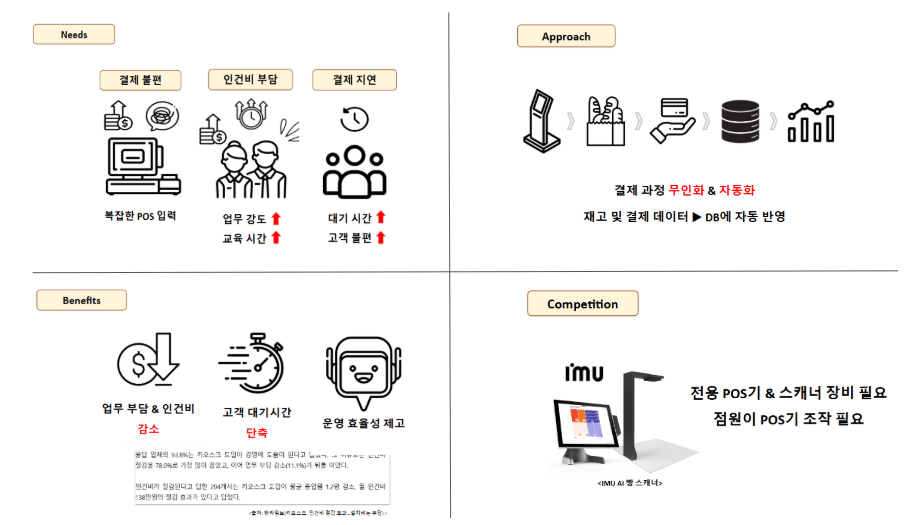 Needs
결제 불편
인건비 부담
결제 지연
복잡한 POS 입력
업무 강도
교육 시간
대기 시간
고객 불편
Approach
결제 과정 무인화 & 자동화
재고 및 결제 데이터 ▶ DB에 자동 반영
Benefits
업무 부담 & 인건비
감소
고객 대기시간
단축
운영 효율성 제고
응답 업체의 93.8%는 키오스크 도입이 경영에 도움이 된다고
절감을 78.0%로 가장 많이 꼽았고, 이어 업무 부담 감소(11.1%)가 뒤를 이었다.
인건비가 절감된다고 답한 294개사는 키오스크 도입이 평균 종업원 1.2명 감소, 월 인건비
138만원의 절감 효과가 있다고 답했다.
Competition
I'MU
전용 POS기 & 스캐너 장비 필요
점원이 POS기 조작 필요
<IMU AI 빵 스캐너>